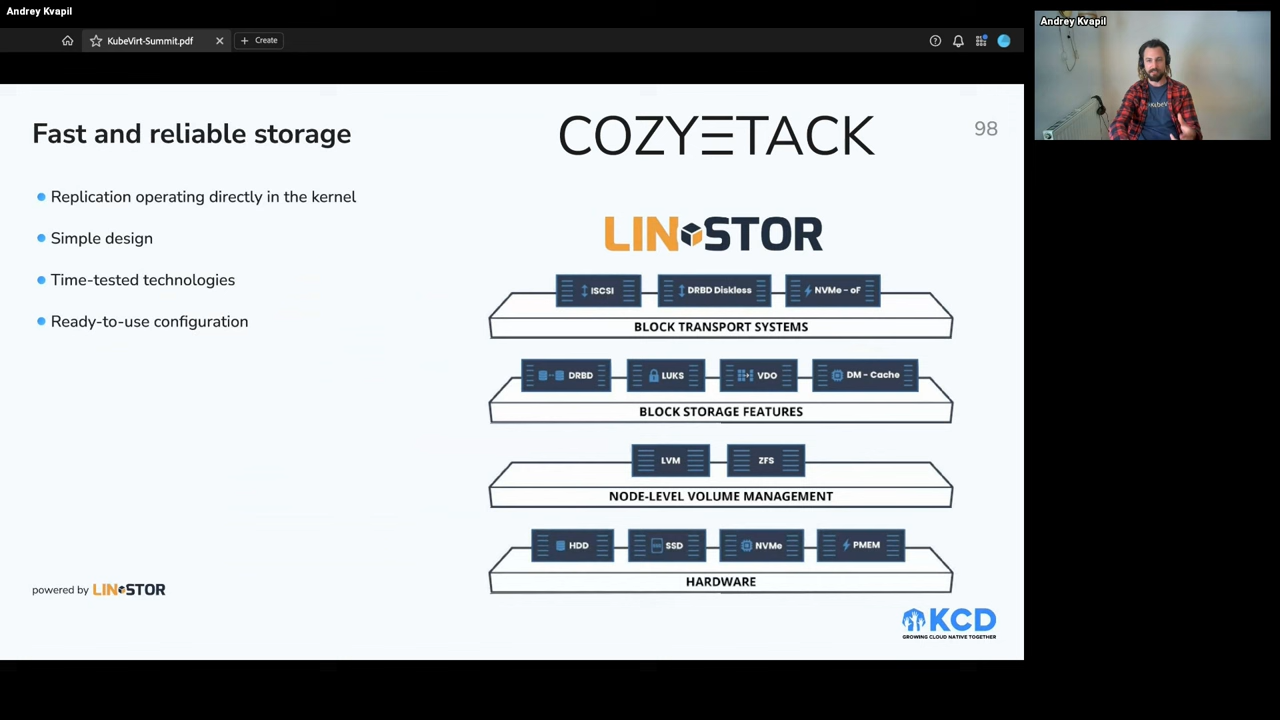 Andrey Kvapil
KubeVirt-Summit.pdf
Create
Andrey Kvapil
Fast and reliable storage
COZYSTACK
98
Replication operating directly in the kernel
Simple design
Time-tested technologies
Ready-to-use configuration
LINSTOR
iSCSI
DRBD Diskless
NVMe - oF
BLOCK TRANSPORT SYSTEMS
DRBD
LUKS
VDO
DM - Cache
BLOCK STORAGE FEATURES
LVM
ZFS
NODE-LEVEL VOLUME MANAGEMENT
HDD
SSD
NVMe
PMEM
HARDWARE
powered by LINSTOR
KCD
GROWING CLOUD NATIVE TOGETHER